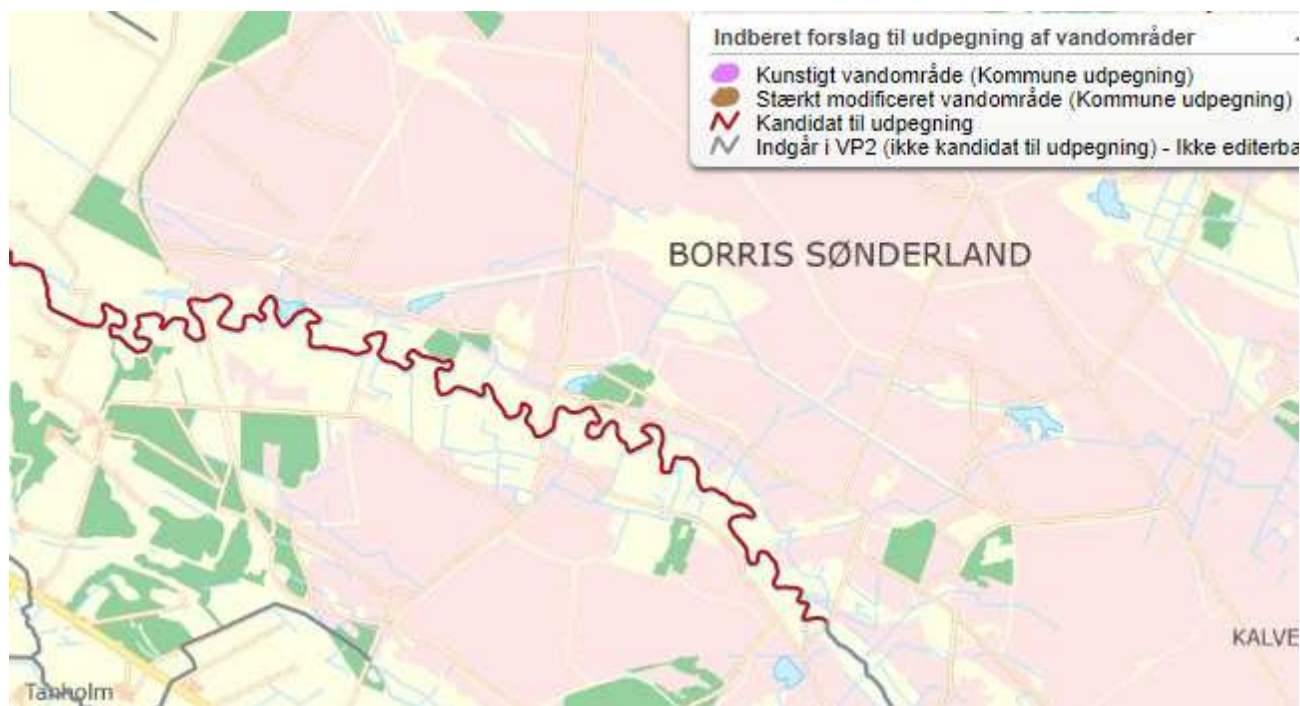 Indberet forslag til udpegning af vandområder
Kunstigt vandområde (Kommune udpegning)
Stærkt modificeret vandområde (Kommune udpegning)
Kandidat til udpegning
Indgår i VP2 (ikke kandidat til udpegning) - Ikke editerba
BORRIS SØNDERLAND
KALVE
Tanholm